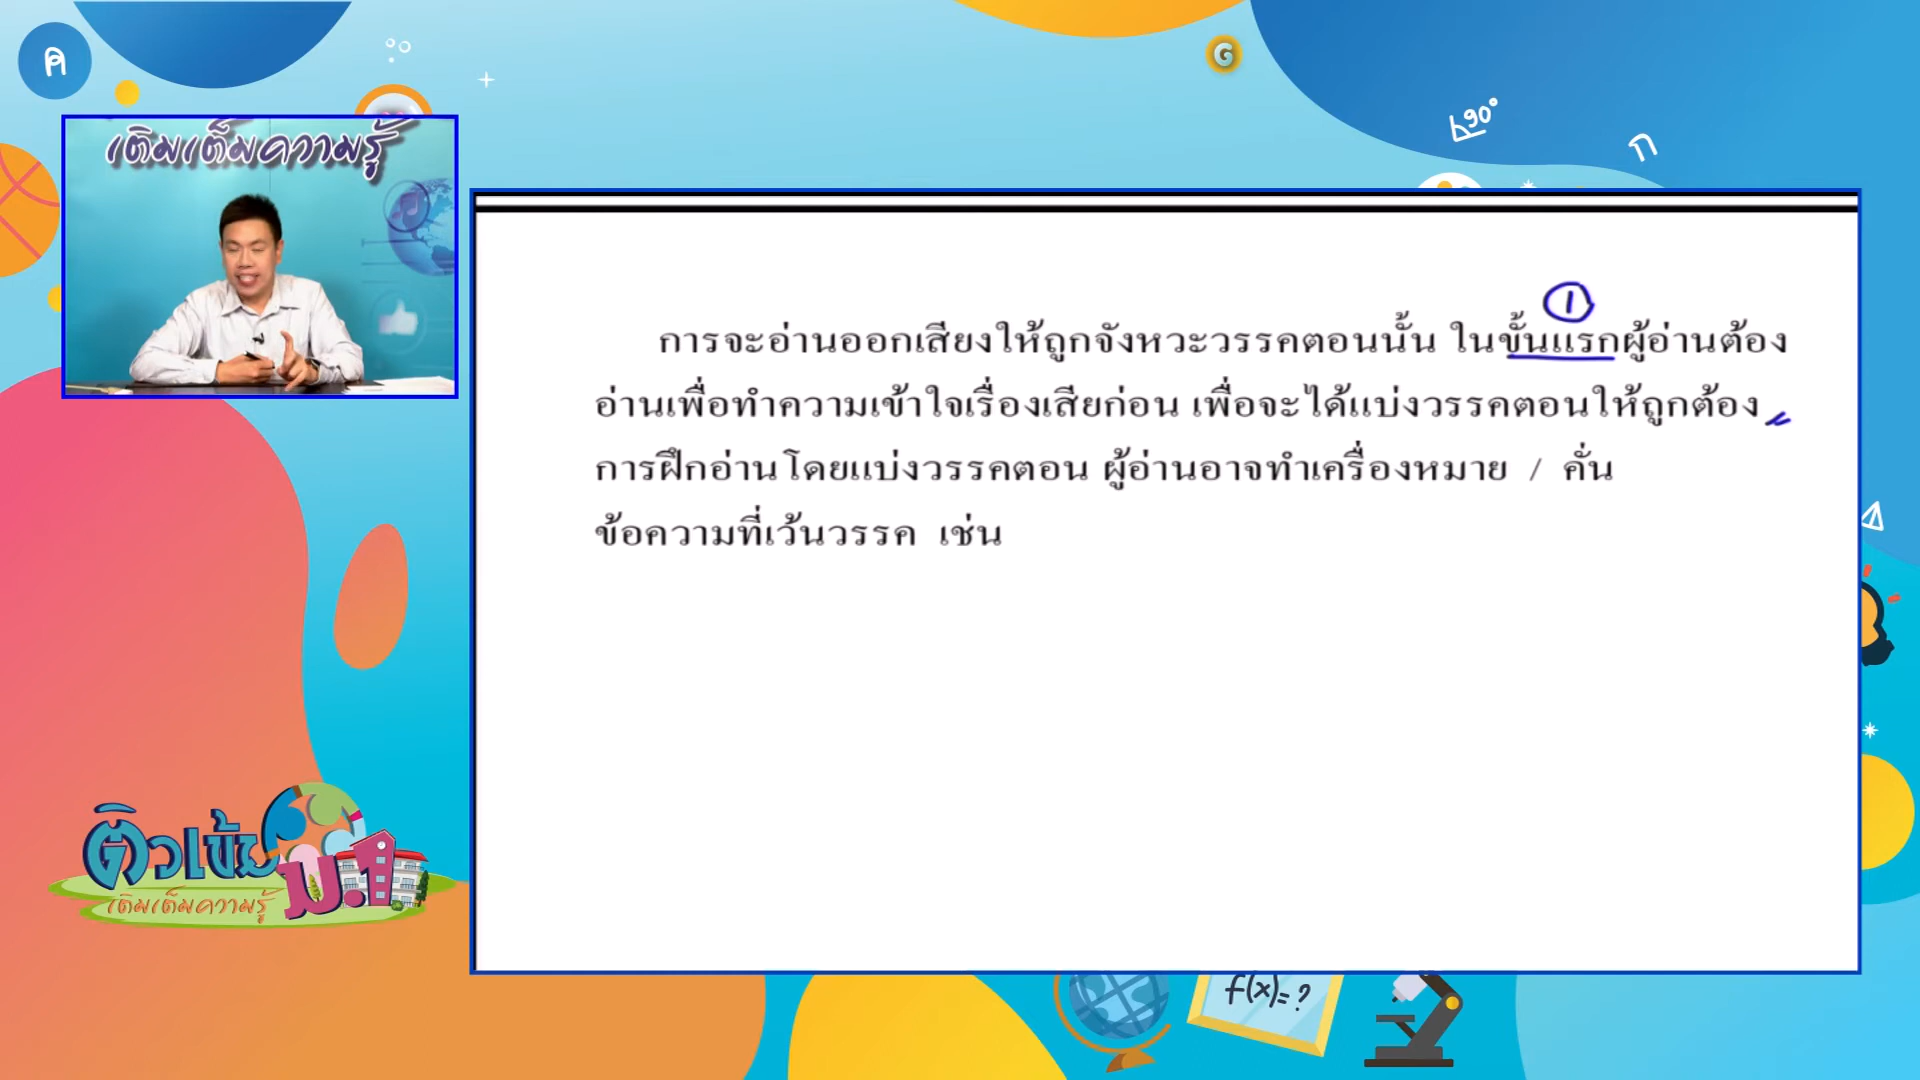 ค
G
90°
ก
เติมเต็มความรู้
1
การจะอ่านออกเสียงให้ถูกจังหวะวรรคตอนนั้น ในขั้นแรกผู้อ่านต้อง
อ่านเพื่อทำความเข้าใจเรื่องเสียก่อน เพื่อจะได้แบ่งวรรคตอนให้ถูกต้อง
การฝึกอ่านโดยแบ่งวรรคตอน ผู้อ่านอาจทำเครื่องหมาย / คั่น
ข้อความที่เว้นวรรค เช่น
ติวเข้ม
ม.1
เติมเต็มความรู้
f(x)=?